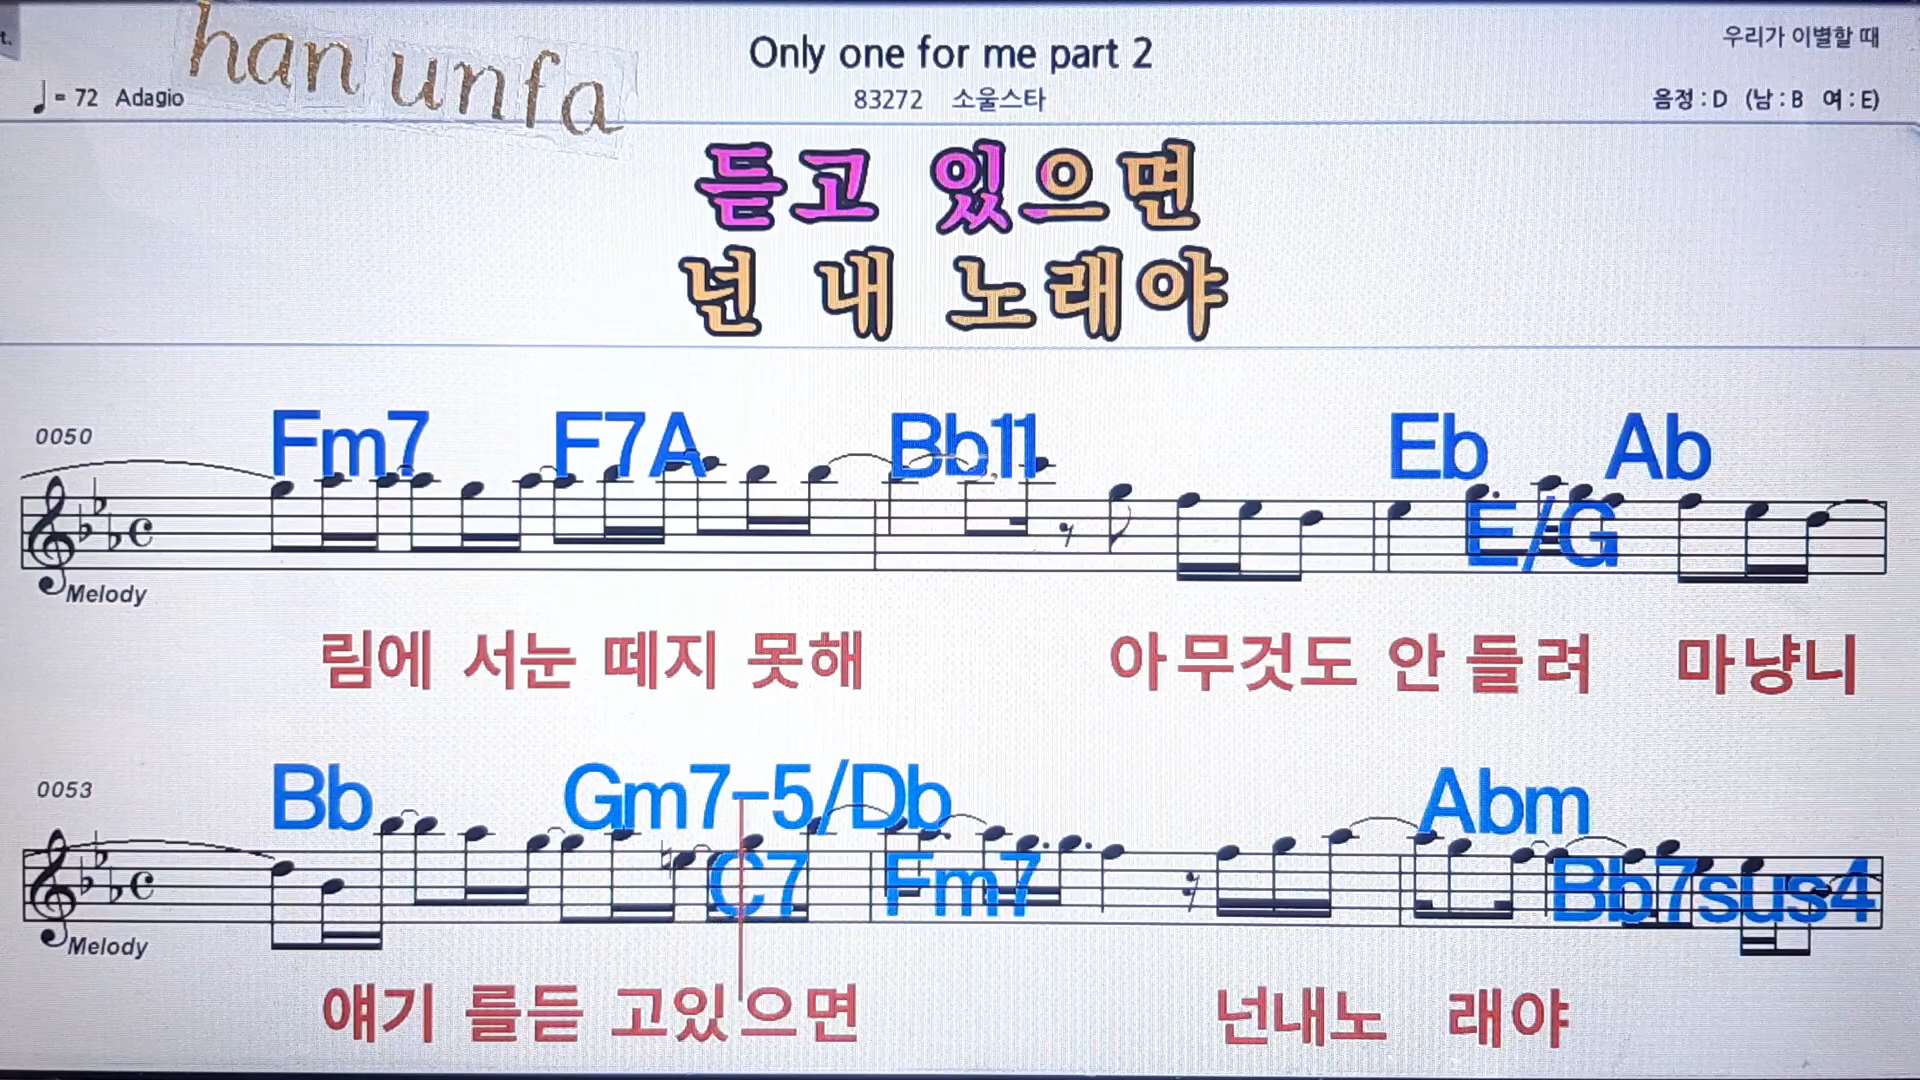 t.
han unfa
Only one for me part 2
우리가 이별할 때
= 72 Adagio
83272 소울스타
음정 : D (남 : B 여 : E)
듣고 있으면
넌 내 노래야
0050
Fm7 F7A Bb11 Eb Ab
E/G
Melody
림에 서눈 떼지 못해 아무것도 안들려 마냥니
0053
Bb Gm7-5/Db Abm
C7 Fm7 Bb7sus4
Melody
얘기 를듣 고있으면 넌내노 래야